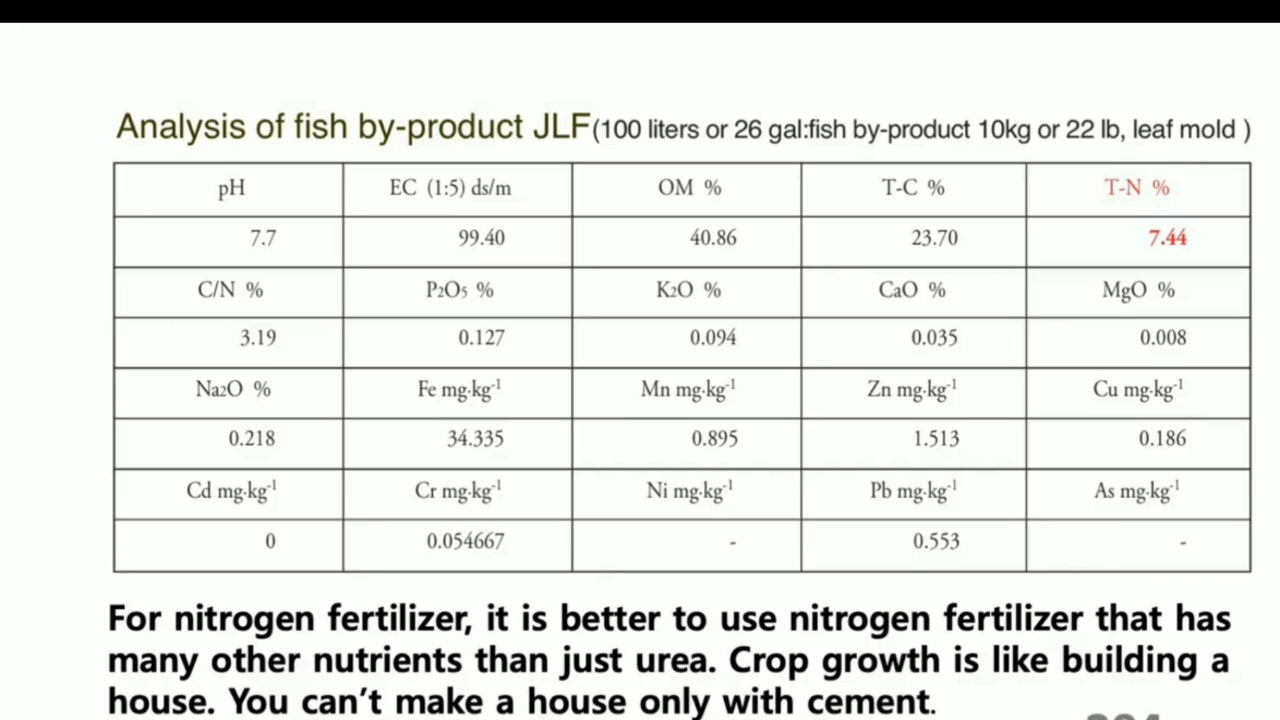 Analysis of fish by-product JLF(100 liters or 26 gal:fish by-product 10kg or 22 lb, leaf mold )
pH EC (1:5) ds/m OM % T-C % T-N %
7.7 99.40 40.86 23.70 7.44
C/N % P2O5 % K2O % CaO % MgO %
3.19 0.127 0.094 0.035 0.008
Na2O % Fe mg·kg-1 Mn mg·kg-1 Zn mg·kg-1 Cu mg·kg-1
0.218 34.335 0.895 1.513 0.186
Cd mg·kg-1 Cr mg·kg-1 Ni mg·kg-1 Pb mg·kg-1 As mg·kg-1
0 0.054667 - 0.553 -
For nitrogen fertilizer, it is better to use nitrogen fertilizer that has
many other nutrients than just urea. Crop growth is like building a
house. You can't make a house only with cement.